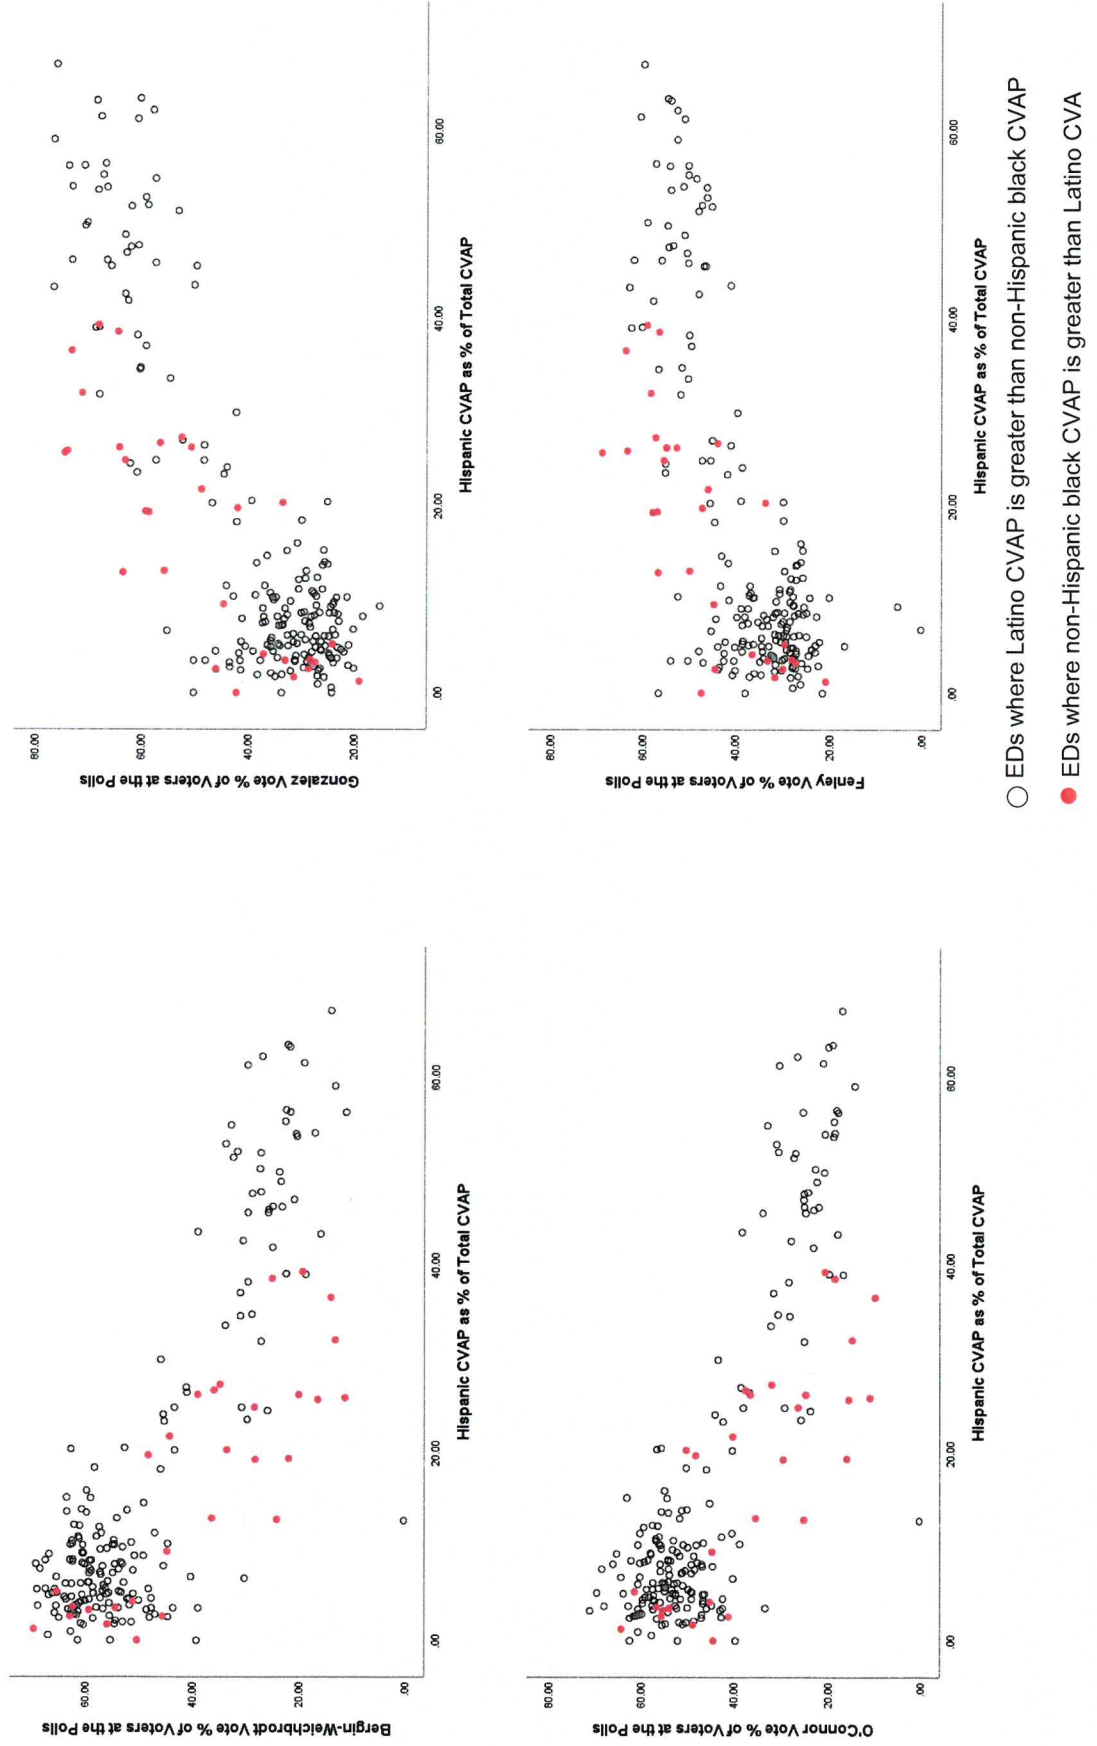 Bergin-Weichbrodt Vote % of Voters at the Polls
60.00
40.00
20.00
.00
.00 20.00 40.00 60.00
Hispanic CVAP as % of Total CVAP
Gonzalez Vote % of Voters at the Polls
80.00
60.00
40.00
20.00
.00 20.00 40.00 60.00
Hispanic CVAP as % of Total CVAP
O'Connor Vote % of Voters at the Polls
80.00
60.00
40.00
20.00
.00
.00 20.00 40.00 60.00
Hispanic CVAP as % of Total CVAP
Fenley Vote % of Voters at the Polls
80.00
60.00
40.00
20.00
.00
.00 20.00 40.00 60.00
Hispanic CVAP as % of Total CVAP
EDs where Latino CVAP is greater than non-Hispanic black CVAP
EDs where non-Hispanic black CVAP is greater than Latino CVA